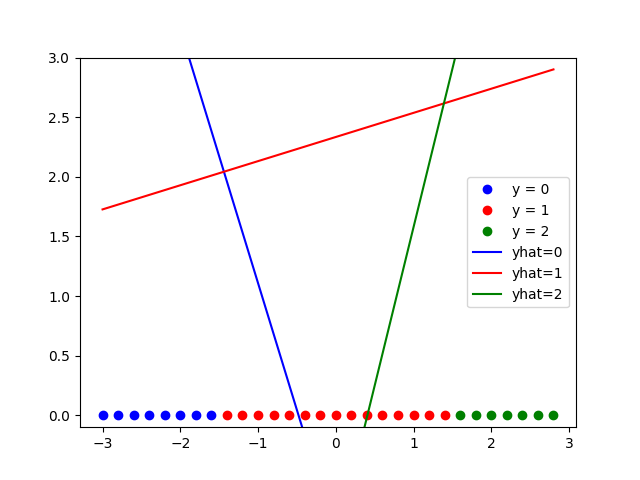 3.0
2.5
2.0
1.5
1.0
0.5
0.0
−3
−2
−1
0
1
2
3
y = 0
y = 1
y = 2
yhat=0
yhat=1
yhat=2